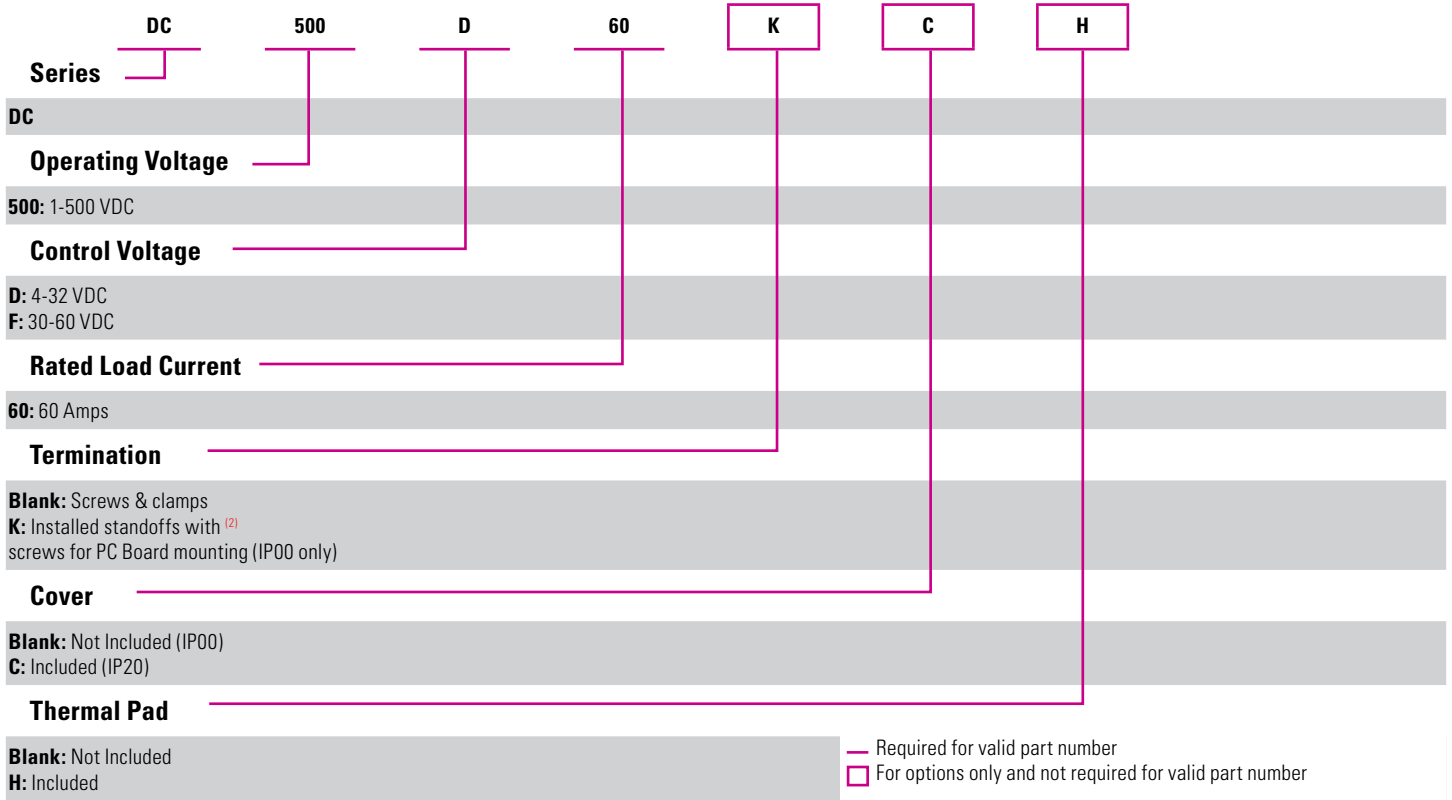 DC 500 D 60 K C H
Series
DC
Operating Voltage
500: 1-500 VDC
Control Voltage
D: 4-32 VDC
F: 30-60 VDC
Rated Load Current
60: 60 Amps
Termination
Blank: Screws & clamps
K: Installed standoffs with (2)
screws for PC Board mounting (IP00 only)
Cover
Blank: Not Included (IP00)
C: Included (IP20)
Thermal Pad
Blank: Not Included
H: Included
Required for valid part number
For options only and not required for valid part number